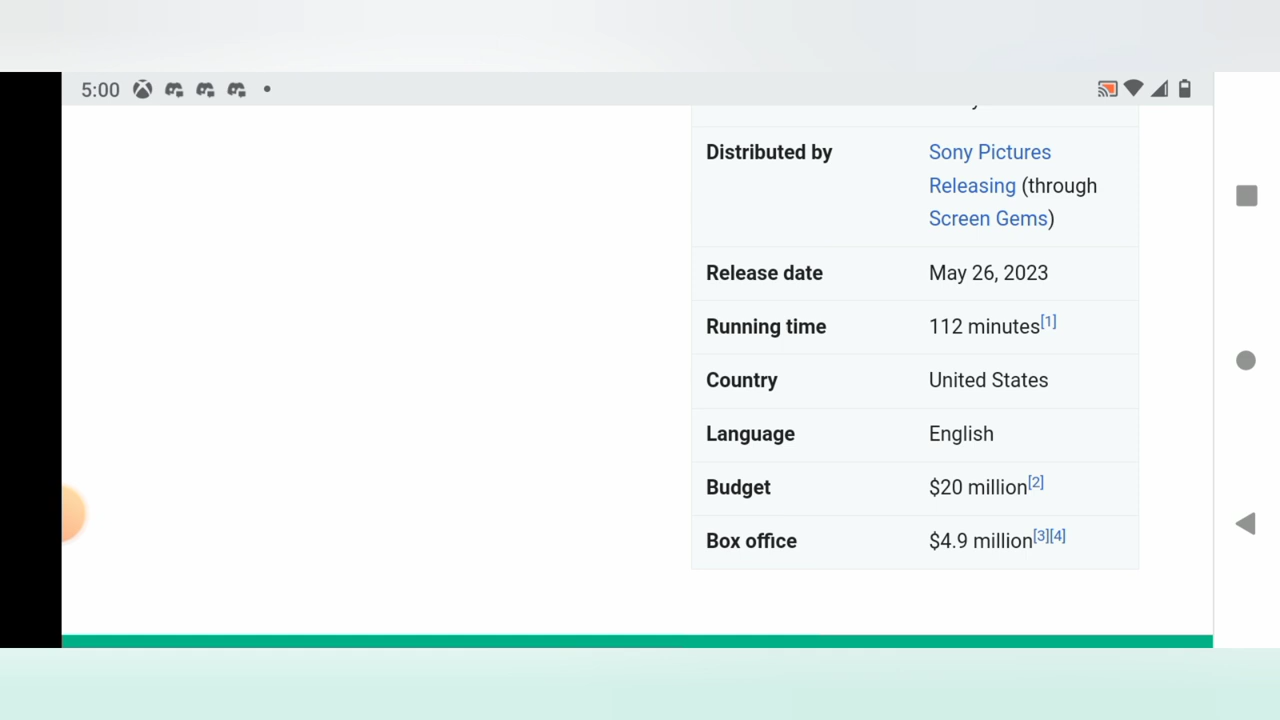 5:00
Distributed by Sony Pictures
Releasing (through
Screen Gems)
Release date May 26, 2023
Running time 112 minutes[1]
Country United States
Language English
Budget $20 million[2]
Box office $4.9 million[3][4]